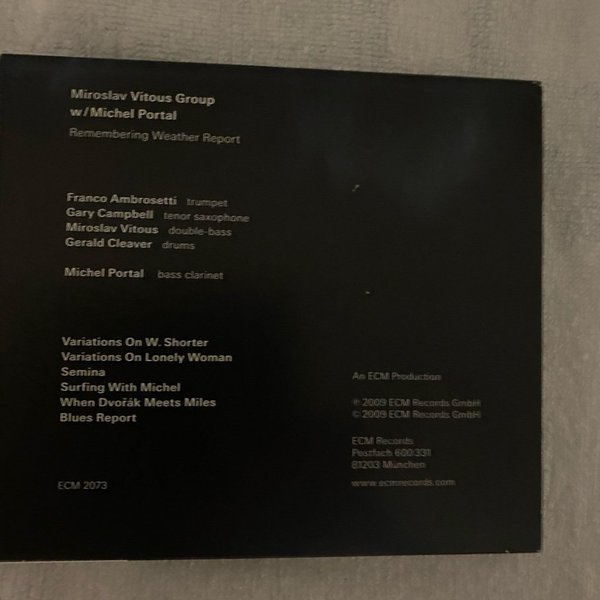 Miroslav Vitous Group
w/Michel Portal
Remembering Weather Report
Franco Ambrosetti trumpet
Gary Campbell tenor saxophone
Miroslav Vitous double-bass
Gerald Cleaver drums
Michel Portal bass clarinet
Variations On W. Shorter
Variations On Lonely Woman
Semina
Surfing With Michel
When Dvořák Meets Miles
Blues Report
ECM 2073
An ECM Production
℗ 2009 ECM Records GmbH
© 2009 ECM Records GmbH
ECM Records
Postfach 600 331
81203 München
www.ecmrecords.com